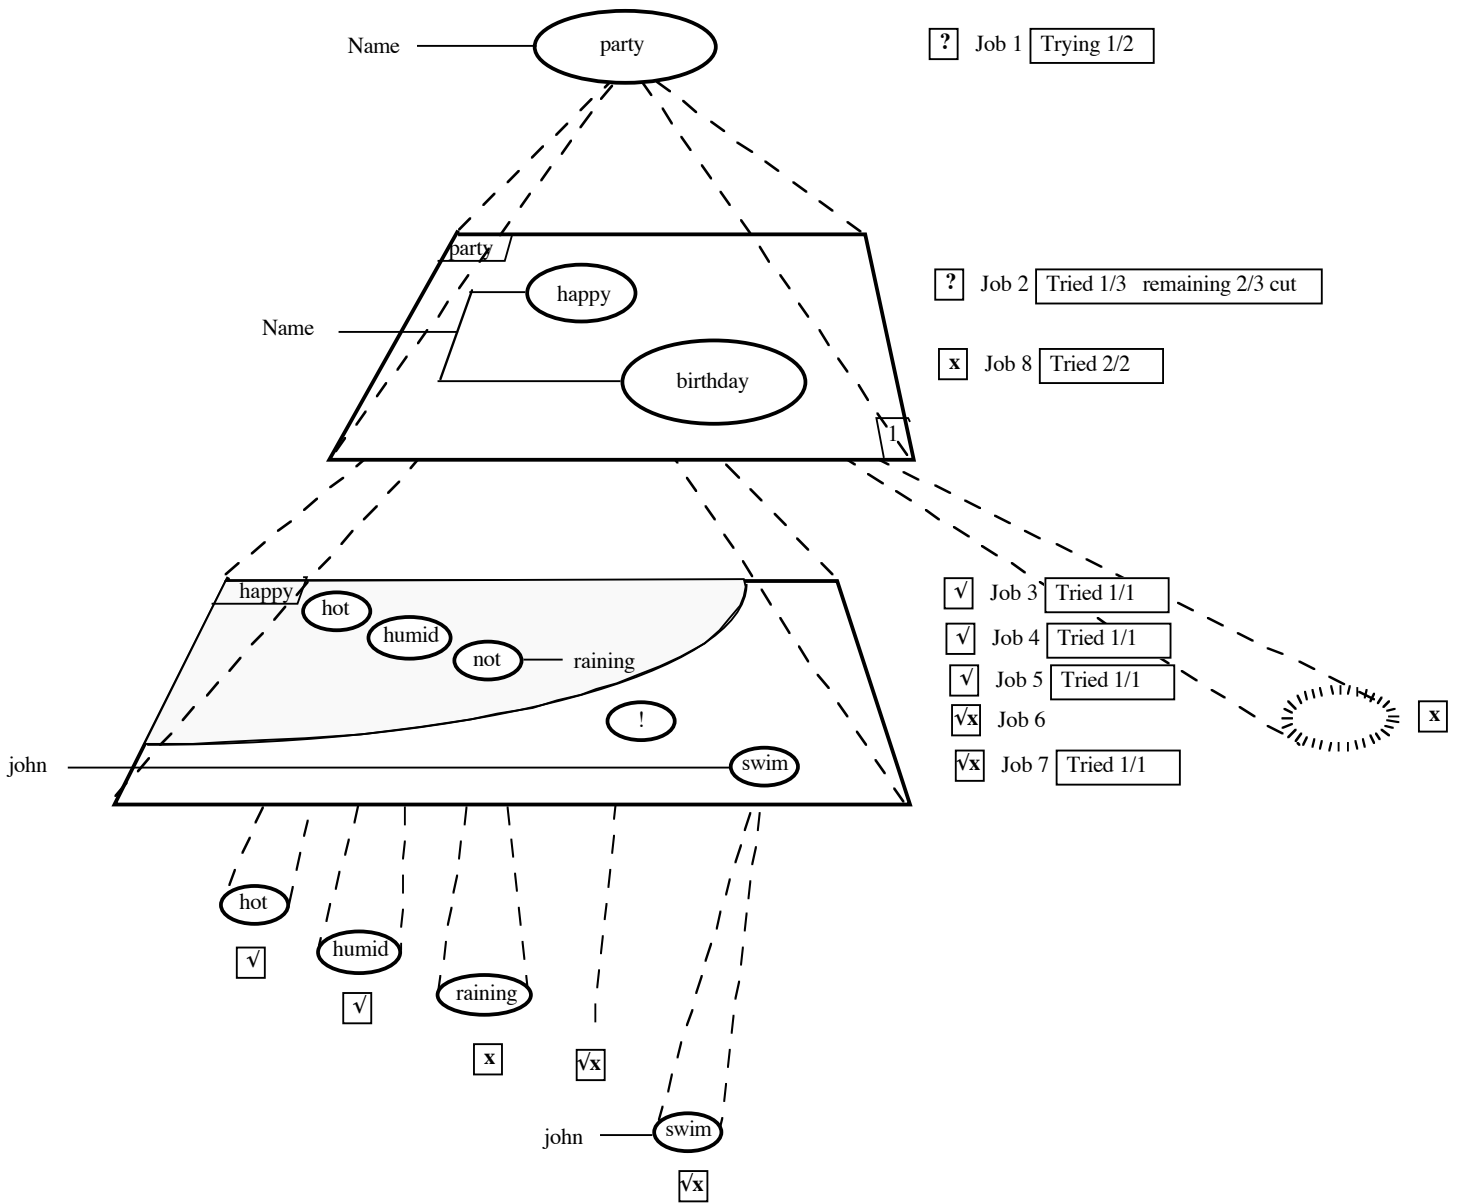 Name party ? Job 1 Trying 1/2
party
happy ? Job 2 Tried 1/3 remaining 2/3 cut
Name
x Job 8 Tried 2/2
birthday
1
happy hot √ Job 3 Tried 1/1
humid √ Job 4 Tried 1/1
not raining
√ Job 5 Tried 1/1
! √x Job 6
x
john swim √x Job 7 Tried 1/1
hot
√
humid
√
raining
x √x
john swim
√x